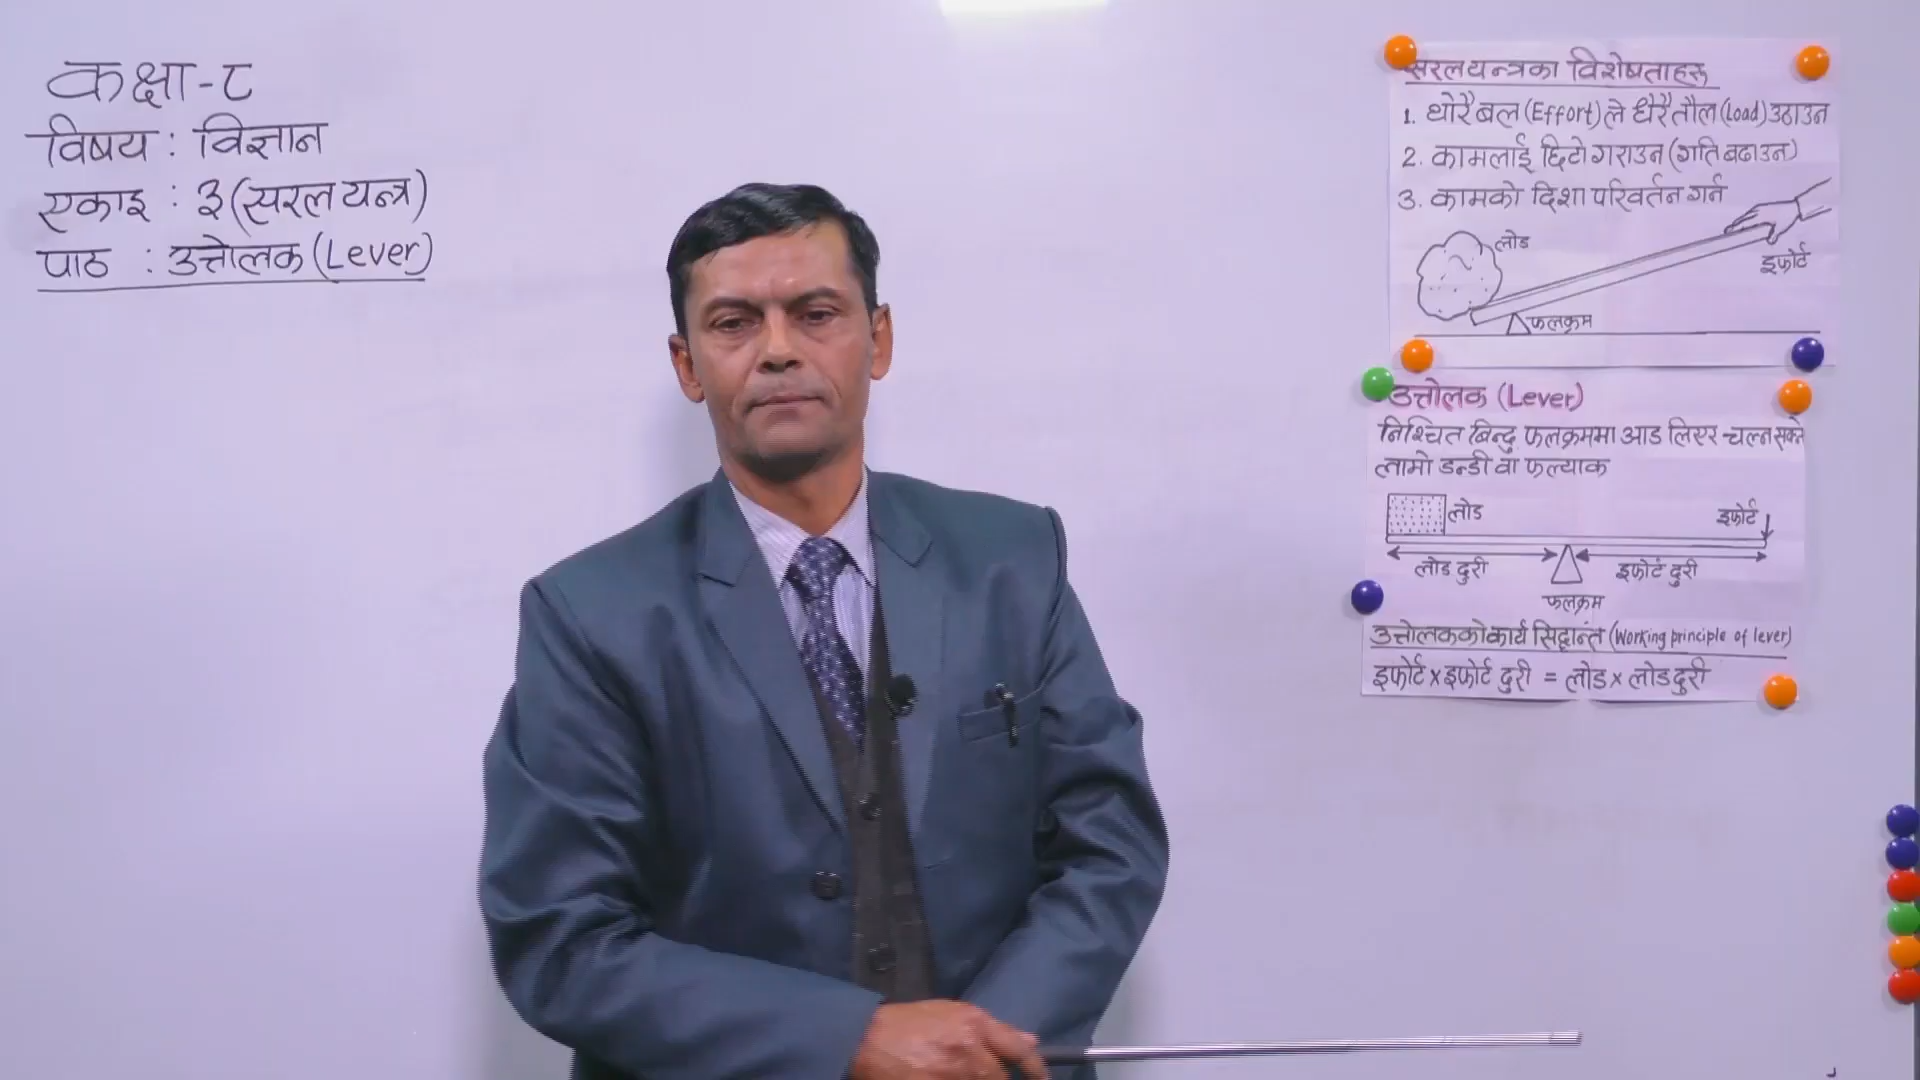 कक्षा-८
विषय : विज्ञान
एकाइ : ३ (सरल यन्त्र)
पाठ : उत्तोलक (Lever)
सरल यन्त्रका विशेषताहरू
1. थोरै बल (Effort) ले धेरै तौल (Load) उठाउन
2. कामलाई छिटो गराउन (गति बढाउन)
3. कामको दिशा परिवर्तन गर्न
लोड
इफोर्ट
फलक्रम
उत्तोलक (Lever)
निश्चित बिन्दु फलक्रममा आड लिएर चल्न सक्ने
लामो डन्डी वा फल्याक
लोड
इफोर्ट
लोड दुरी
इफोर्ट दुरी
फलक्रम
उत्तोलकको कार्य सिद्धान्त (Working principle of lever)
इफोर्ट × इफोर्ट दुरी = लोड × लोड दुरी